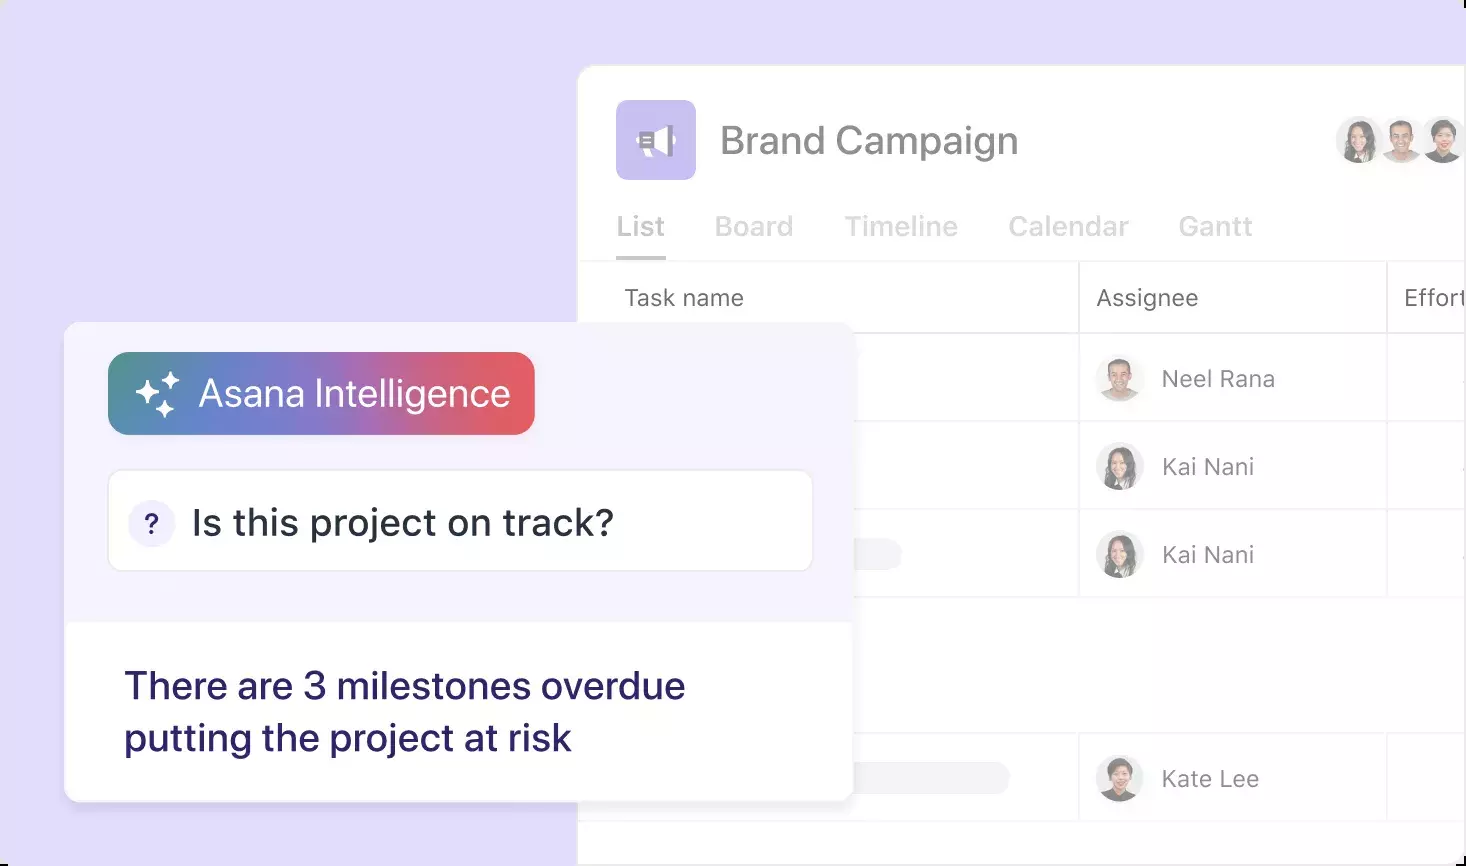 Brand Campaign
List Board Timeline Calendar Gantt
Task name Assignee Effort
Neel Rana
Kai Nani
Kai Nani
Kate Lee
Asana Intelligence
? Is this project on track?
There are 3 milestones overdue
putting the project at risk